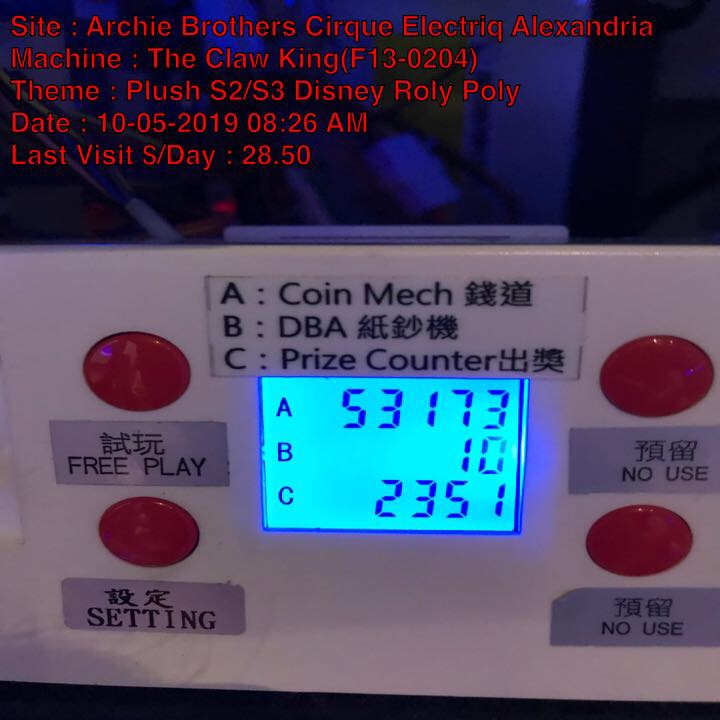 Site : Archie Brothers Cirque Electriq Alexandria
Machine : The Claw King(F13-0204)
Theme : Plush S2/S3 Disney Roly Poly
Date : 10-05-2019 08:26 AM
Last Visit $/Day : 28.50
A : Coin Mech 錢道
B : DBA 紙鈔機
C : Prize Counter出獎
A 53173
B 10
C 2351
試玩
FREE PLAY
預留
NO USE
設定
SETTING
預留
NO USE